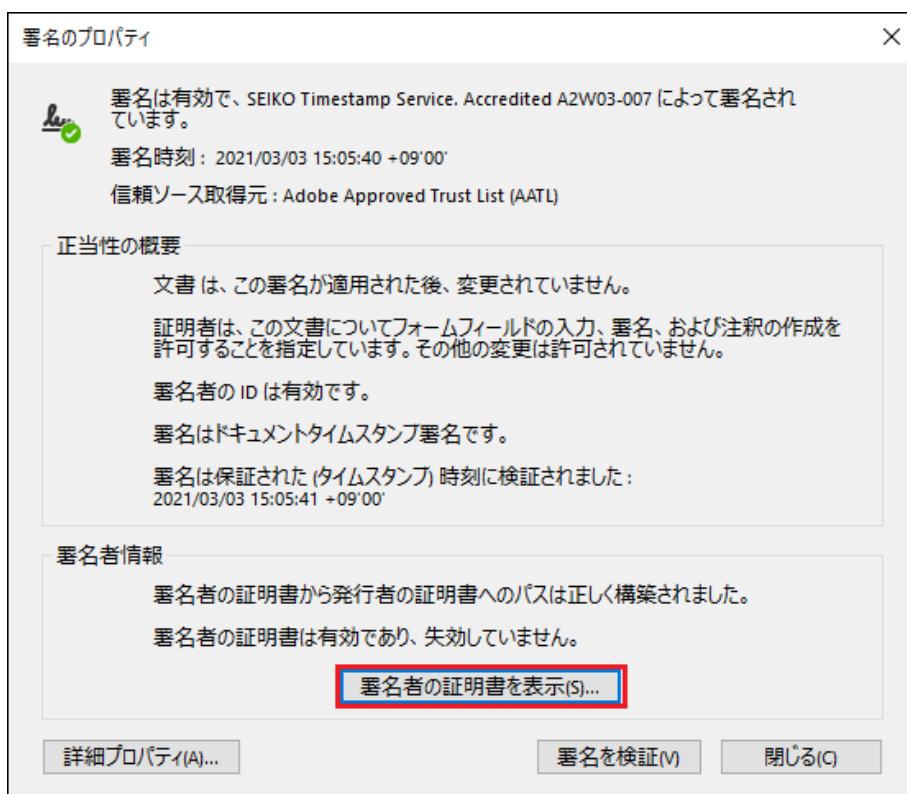 署名のプロパティ
署名は有効で、SEIKO Timestamp Service. Accredited A2W03-007 によって署名され
ています。
署名時刻 : 2021/03/03 15:05:40 +09'00'
信頼ソース取得元 : Adobe Approved Trust List (AATL)
正当性の概要
文書 は、この署名が適用された後、変更されていません。
証明者は、この文書についてフォームフィールドの入力、署名、および注釈の作成を
許可することを指定しています。その他の変更は許可されていません。
署名者の ID は有効です。
署名はドキュメントタイムスタンプ署名です。
署名は保証された (タイムスタンプ) 時刻に検証されました :
2021/03/03 15:05:41 +09'00'
署名者情報
署名者の証明書から発行者の証明書へのパスは正しく構築されました。
署名者の証明書は有効であり、失効していません。
署名者の証明書を表示(S)...
詳細プロパティ(A)...
署名を検証(V)
閉じる(C)